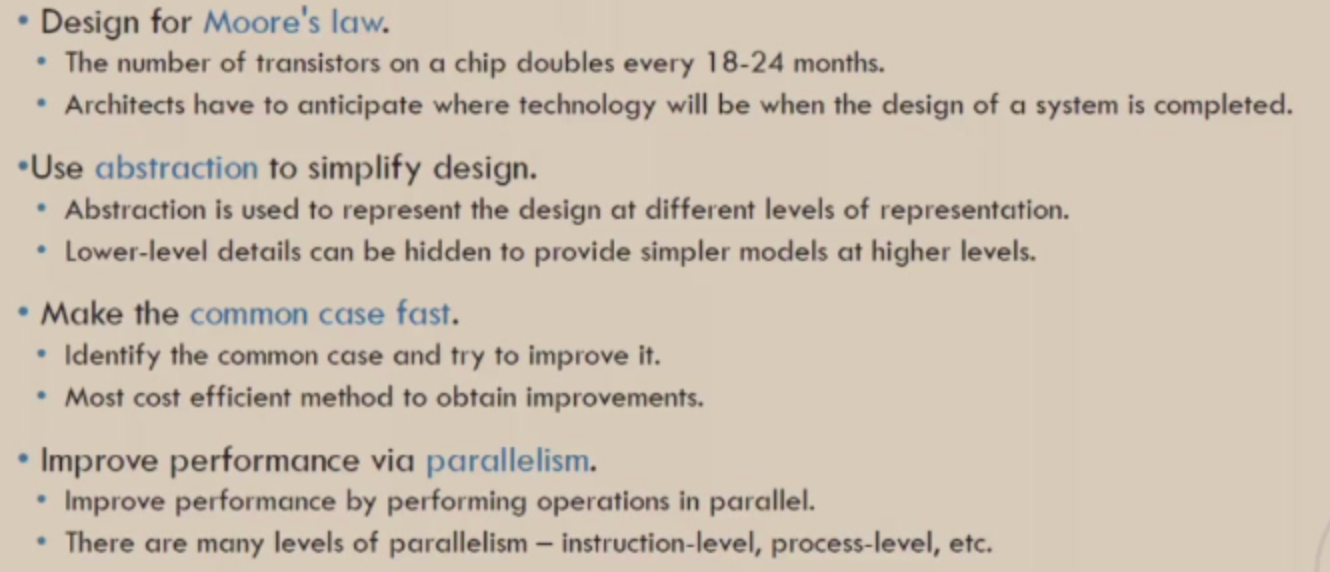 • Design for Moore's law.
• The number of transistors on a chip doubles every 18-24 months.
• Architects have to anticipate where technology will be when the design of a system is completed.
•Use abstraction to simplify design.
• Abstraction is used to represent the design at different levels of representation.
• Lower-level details can be hidden to provide simpler models at higher levels.
• Make the common case fast.
• Identify the common case and try to improve it.
• Most cost efficient method to obtain improvements.
• Improve performance via parallelism.
• Improve performance by performing operations in parallel.
• There are many levels of parallelism – instruction-level, process-level, etc.